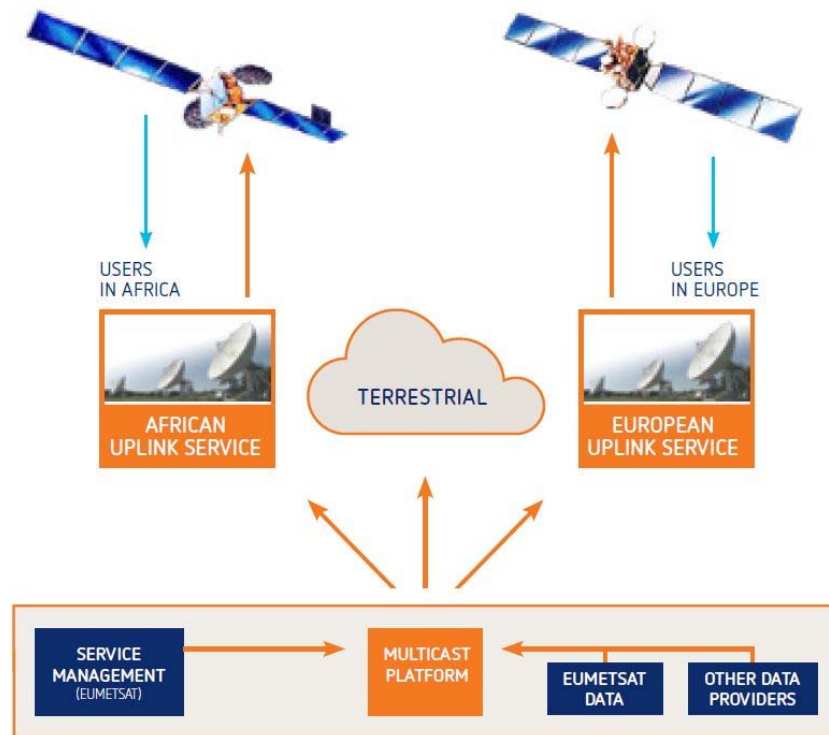 USERS
IN AFRICA
USERS
IN EUROPE
TERRESTRIAL
AFRICAN
UPLINK SERVICE
EUROPEAN
UPLINK SERVICE
SERVICE
MANAGEMENT
(EUMETSAT)
MULTICAST
PLATFORM
EUMETSAT
DATA
OTHER DATA
PROVIDERS